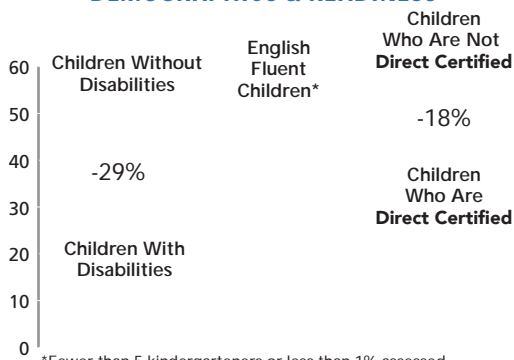 Children
Who Are Not
Direct Certified
English
Fluent
Children*
Children Without
Disabilities
60
50
-18%
40
-29%
Children
Who Are
Direct Certified
30
Children With
Disabilities
20
10
0
*Fewer than 5 kindergarteners or less than 1% assessed